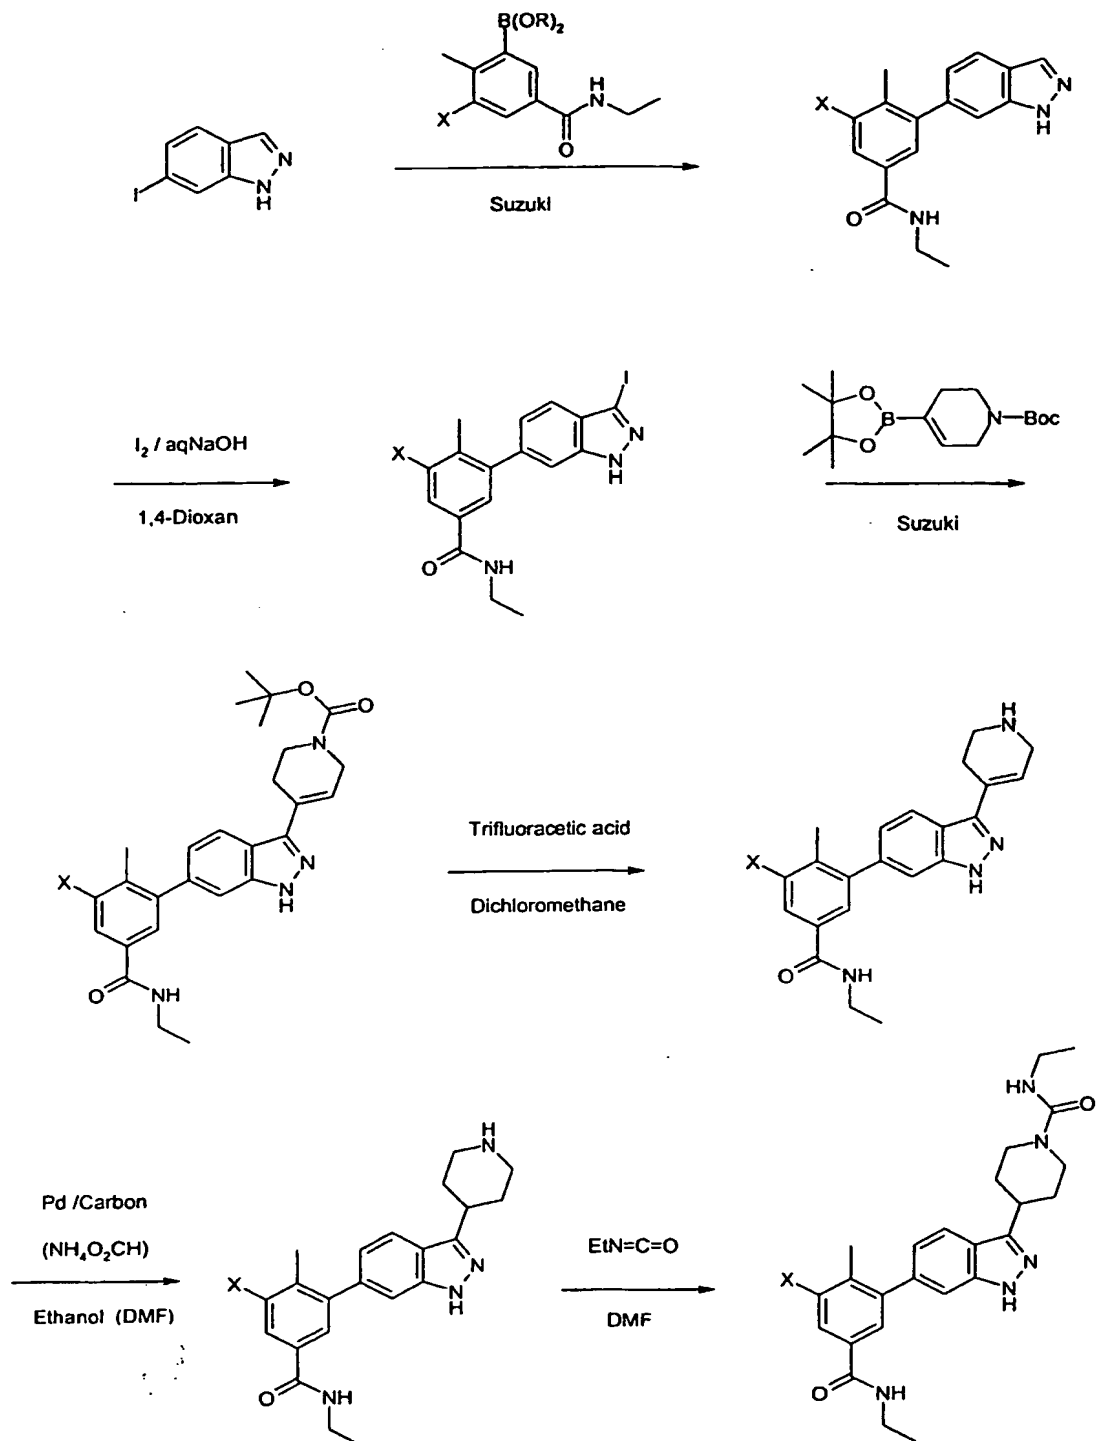 B(OR)2
X
H
N
O
I
N
N
H
Suzuki
X
N
N
H
O
NH
I2 / aqNaOH
1,4-Dioxan
I
X
N
N
H
O
NH
O
B
O
N
Boc
Suzuki
O
O
N
X
N
N
H
O
NH
Trifluoracetic acid
Dichloromethane
H
N
X
N
N
H
O
NH
Pd /Carbon
(NH4O2CH)
Ethanol (DMF)
H
N
X
N
N
H
O
NH
EtN=C=O
DMF
HN
O
N
X
N
N
H
O
NH